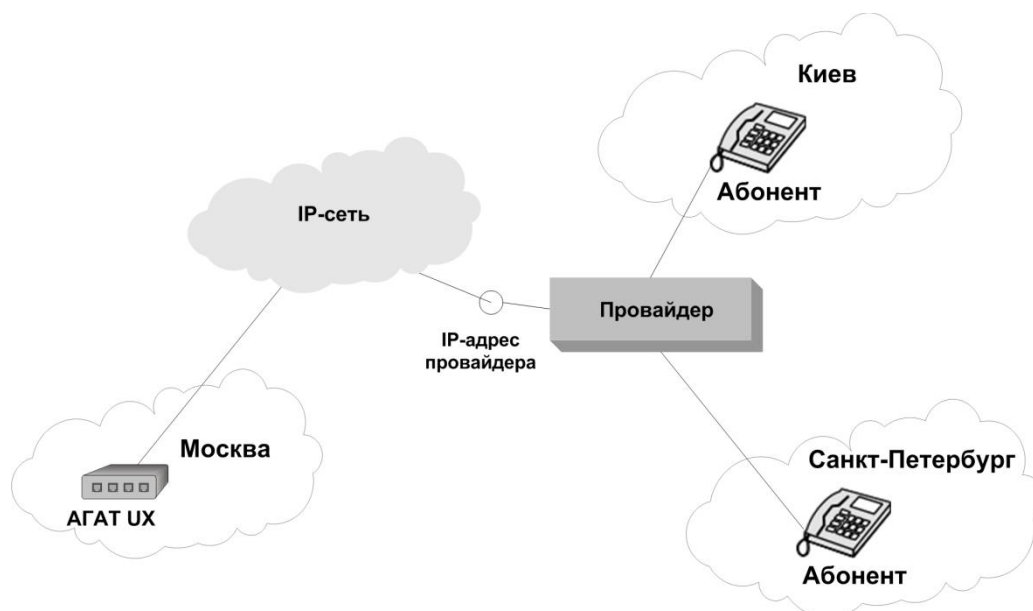 Киев
Абонент
IP-сеть
Провайдер
IP-адрес
провайдера
Москва
АГАТ UX
Санкт-Петербург
Абонент